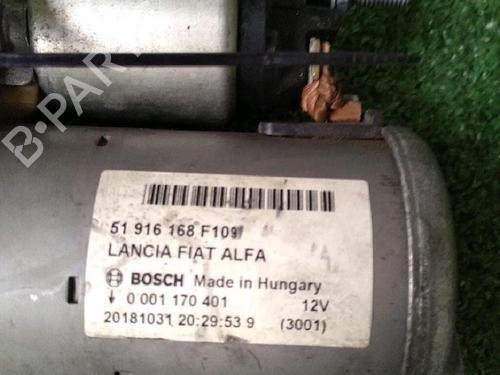 B-PARTS
51 916 168 F109
LANCIA FIAT ALFA
BOSCH Made in Hungary
0 001 170 401 12V
20181031 20:29:53 9 (3001)